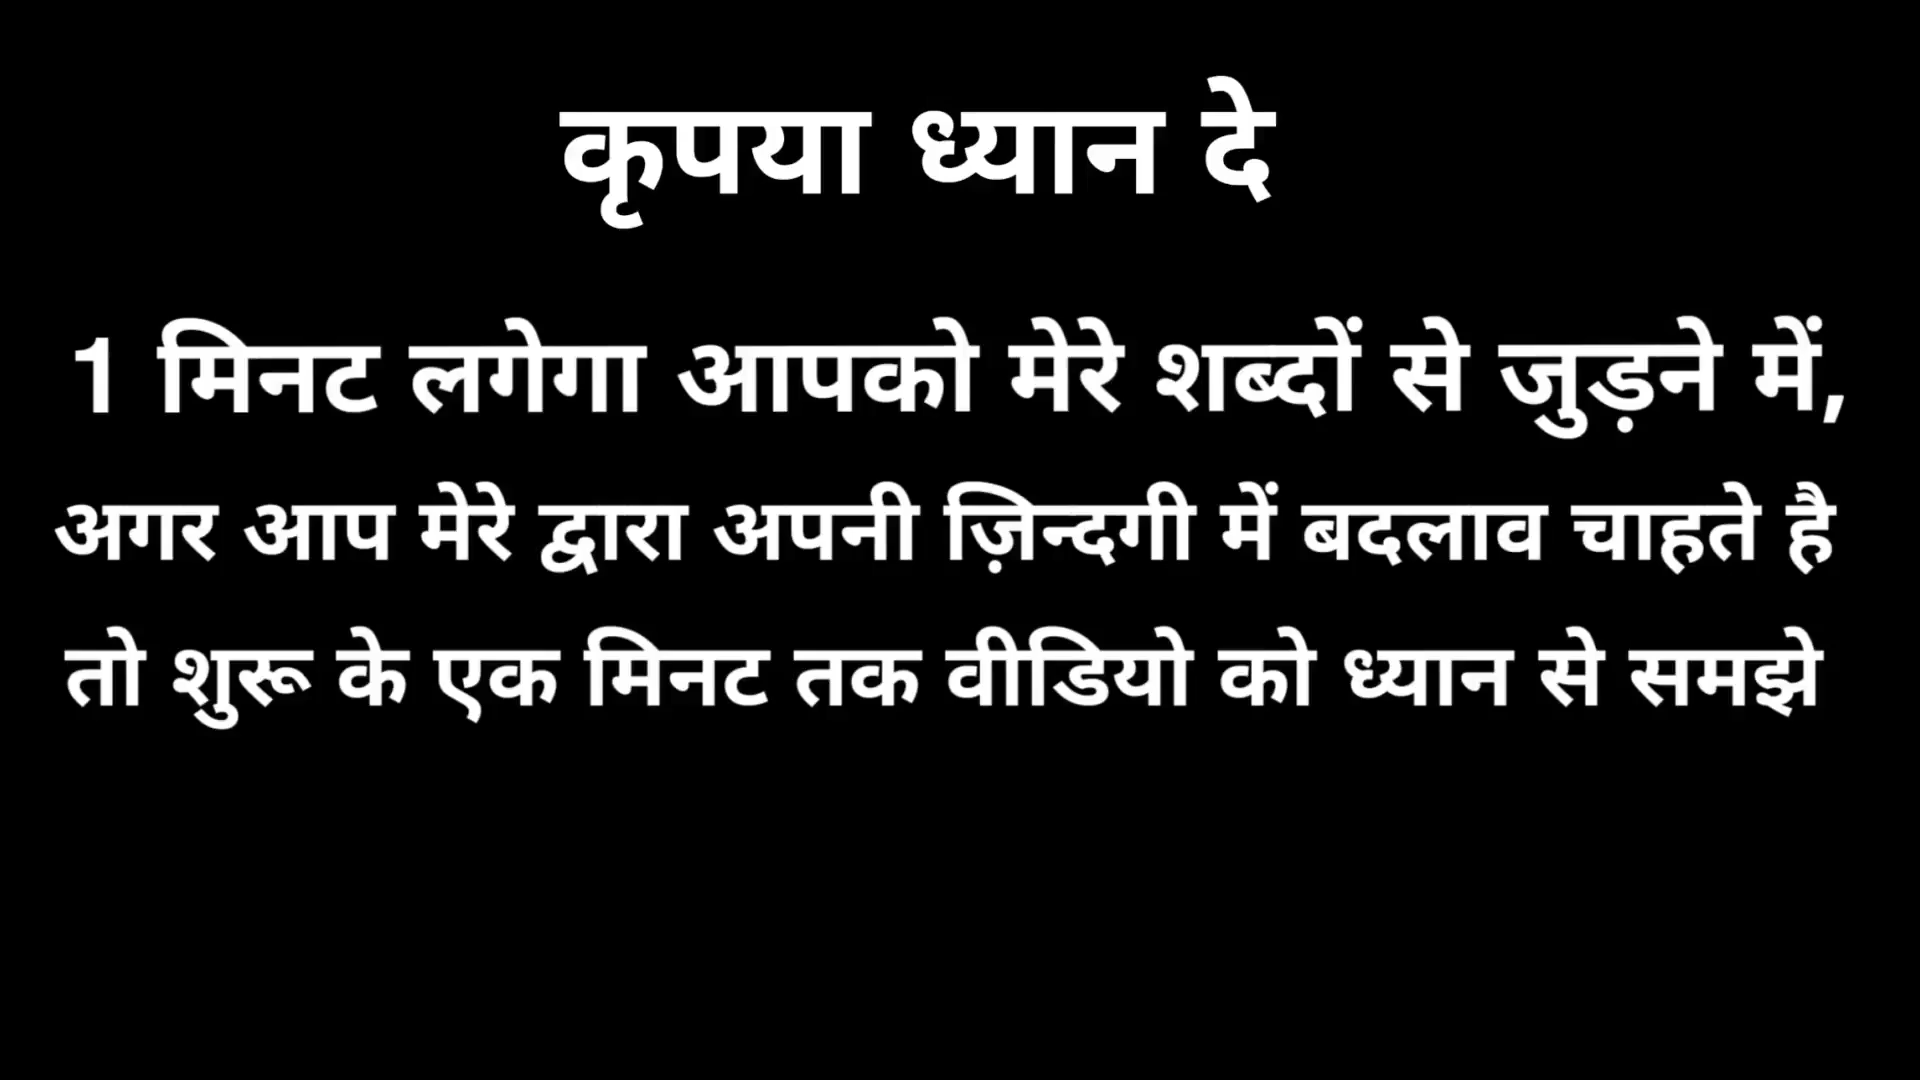 कृपया ध्यान दे
1 मिनट लगेगा आपको मेरे शब्दों से जुड़ने में,
अगर आप मेरे द्वारा अपनी ज़िन्दगी में बदलाव चाहते है
तो शुरू के एक मिनट तक वीडियो को ध्यान से समझे